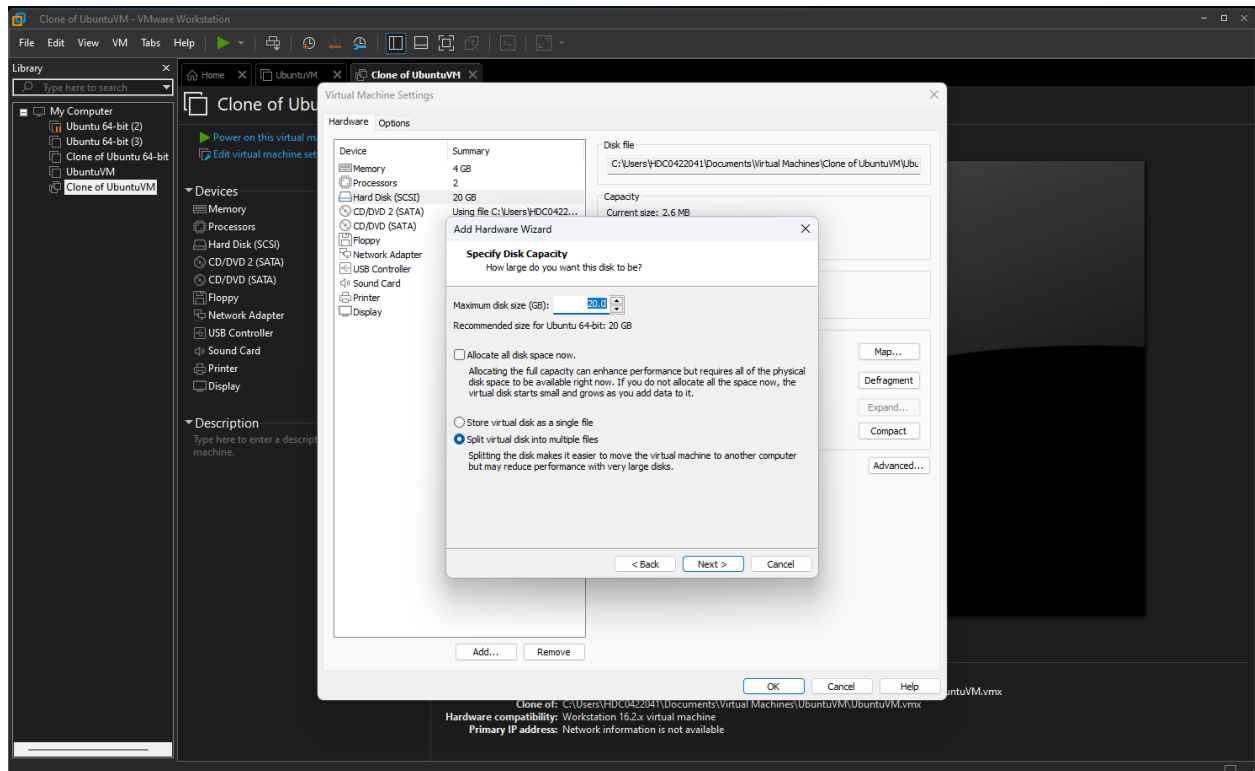 Clone of UbuntuVM - VMware Workstation
File Edit View VM Tabs Help
Library
Type here to search
My Computer
Ubuntu 64-bit (2)
Ubuntu 64-bit (3)
Clone of Ubuntu 64-bit
UbuntuVM
Clone of UbuntuVM
Home
UbuntuVM
Clone of UbuntuVM
Clone of Ubu
Power on this virtual m
Edit virtual machine set
Devices
Memory
Processors
Hard Disk (SCSI)
CD/DVD 2 (SATA)
CD/DVD (SATA)
Floppy
Network Adapter
USB Controller
Sound Card
Printer
Display
Description
Type here to enter a descript
machine.
Virtual Machine Settings
Hardware Options
Device Summary
Memory 4 GB
Processors 2
Hard Disk (SCSI) 20 GB
CD/DVD 2 (SATA) Using file C:\Users\HDC0422...
CD/DVD (SATA)
Floppy
Network Adapter
USB Controller
Sound Card
Printer
Display
Add... Remove
Disk file
C:\Users\HDC0422041\Documents\Virtual Machines\Clone of UbuntuVM\Ubu
Capacity
Current size: 2.6 MB
Map...
Defragment
Expand...
Compact
Advanced...
OK Cancel Help
Add Hardware Wizard
Specify Disk Capacity
How large do you want this disk to be?
Maximum disk size (GB): 20.0
Recommended size for Ubuntu 64-bit: 20 GB
Allocate all disk space now.
Allocating the full capacity can enhance performance but requires all of the physical
disk space to be available right now. If you do not allocate all the space now, the
virtual disk starts small and grows as you add data to it.
Store virtual disk as a single file
Split virtual disk into multiple files
Splitting the disk makes it easier to move the virtual machine to another computer
but may reduce performance with very large disks.
< Back Next > Cancel
untuVM.vmx
Clone of: C:\Users\HDC0422041\Documents\Virtual Machines\UbuntuVM\UbuntuVM.vmx
Hardware compatibility: Workstation 16.2.x virtual machine
Primary IP address: Network information is not available